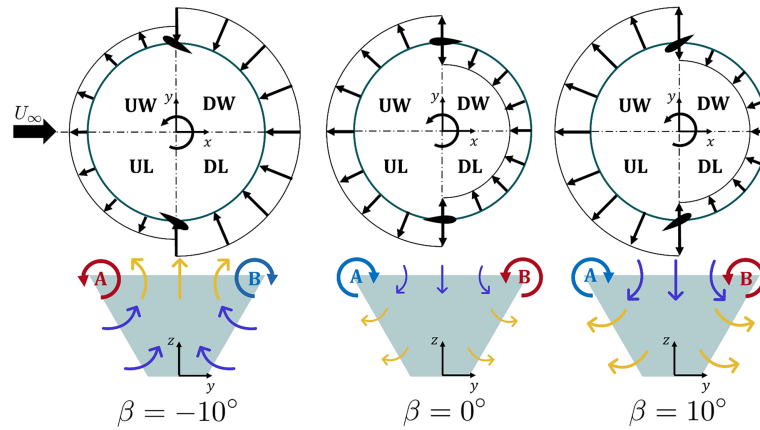 U∞
UW DW
UL DL
y
x
UW DW
UL DL
y
x
UW DW
UL DL
y
x
A B
z
y
A B
z
y
A B
z
y
β = −10°
β = 0°
β = 10°